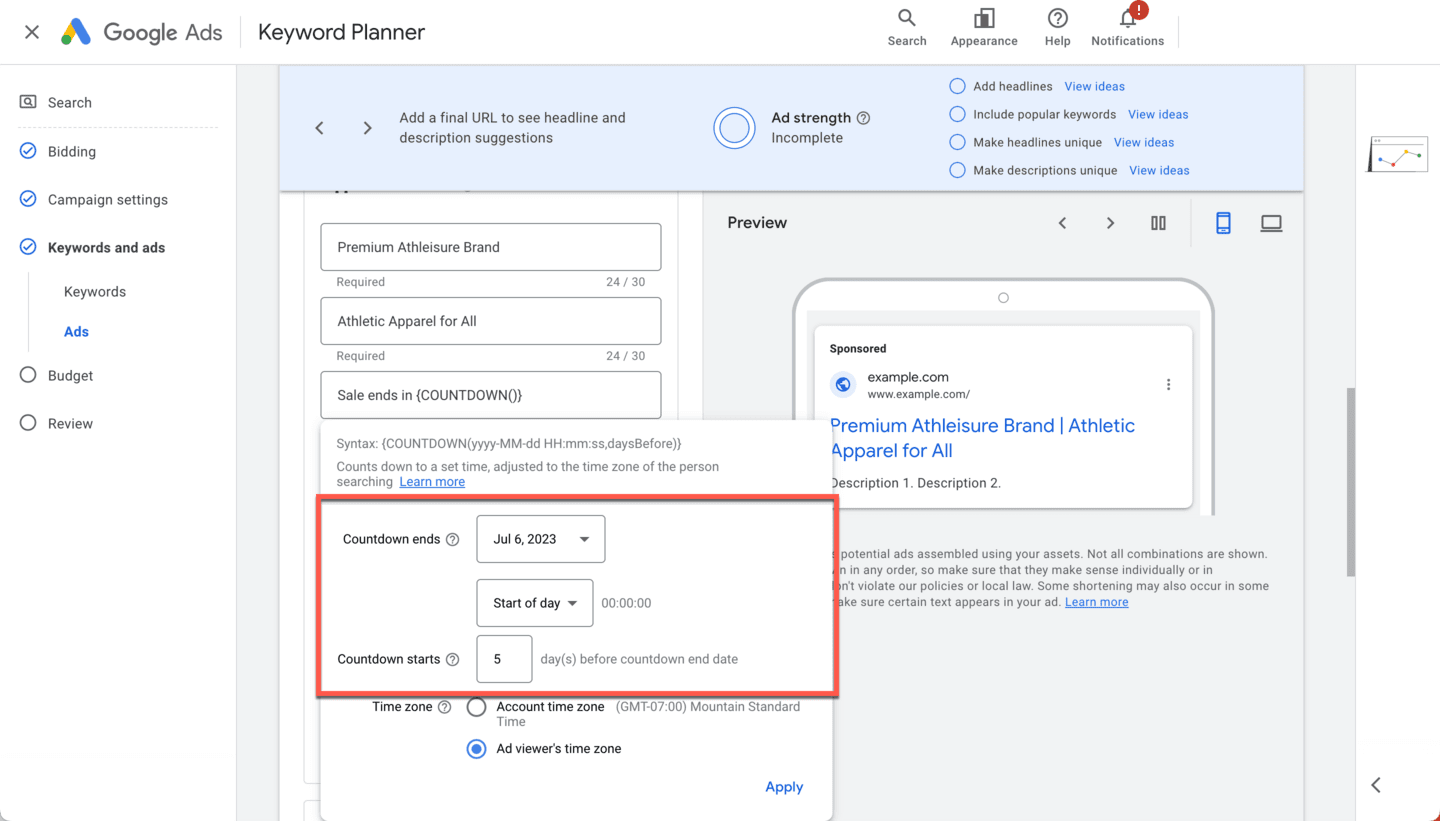 Google Ads
Keyword Planner
Search
Appearance
Help
!
Notifications
Search
Bidding
Campaign settings
Keywords and ads
Keywords
Ads
Budget
Review
Add a final URL to see headline and
description suggestions
Ad strength ?
Incomplete
Add headlines View ideas
Include popular keywords View ideas
Make headlines unique View ideas
Make descriptions unique View ideas
Premium Athleisure Brand
Required 24 / 30
Athletic Apparel for All
Required 24 / 30
Sale ends in {COUNTDOWN()}
Syntax: {COUNTDOWN(yyyy-MM-dd HH:mm:ss,daysBefore)}
Counts down to a set time, adjusted to the time zone of the person
searching Learn more
Countdown ends ? Jul 6, 2023
Start of day 00:00:00
Countdown starts ? 5 day(s) before countdown end date
Time zone ? Account time zone (GMT-07:00) Mountain Standard
Time
Ad viewer's time zone
Apply
Preview
Sponsored
example.com
www.example.com/
Premium Athleisure Brand | Athletic
Apparel for All
Description 1. Description 2.
potential ads assembled using your assets. Not all combinations are shown.
in any order, so make sure that they make sense individually or in
violate our policies or local law. Some shortening may also occur in some
sure certain text appears in your ad. Learn more